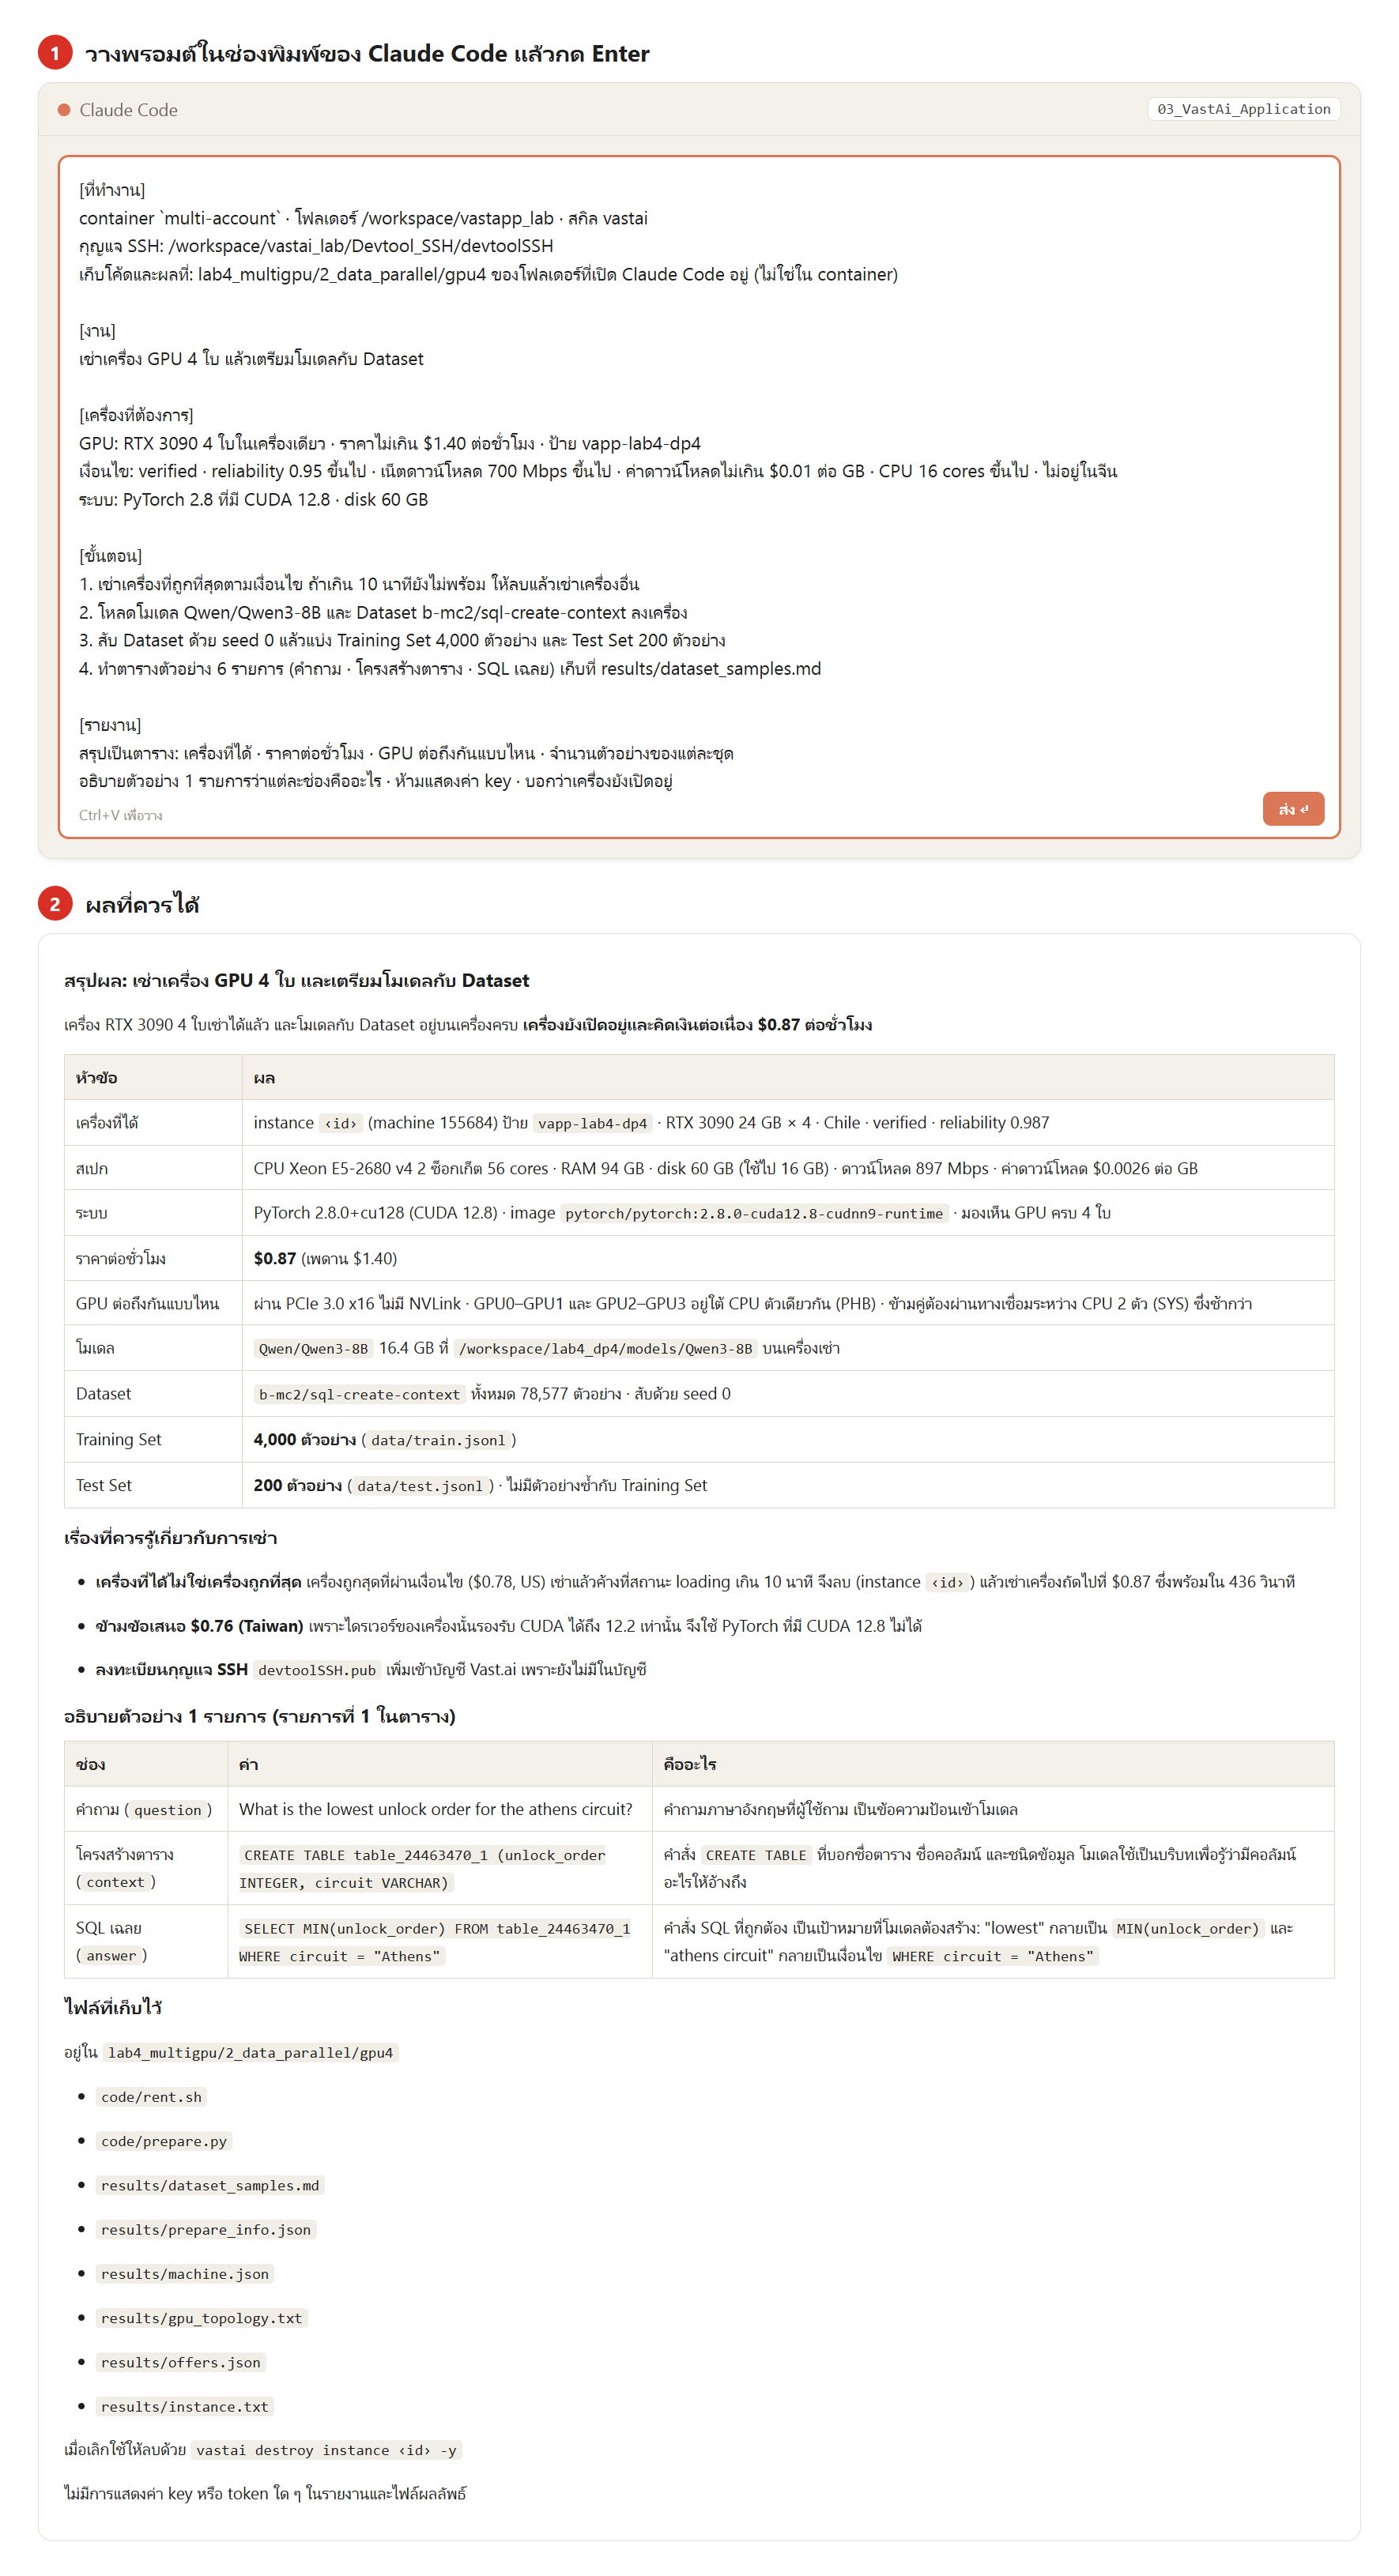 1 วางพรอมต์ในช่องพิมพ์ของ Claude Code แล้วกด Enter
Claude Code
03_VastAi_Application
[ที่ทำงาน]
container `multi-account` · โฟลเดอร์ /workspace/vastapp_lab · สกิล vastai
กุญแจ SSH: /workspace/vastai_lab/Devtool_SSH/devtoolSSH
เก็บโค้ดและผลที่: lab4_multigpu/2_data_parallel/gpu4 ของโฟลเดอร์ที่เปิด Claude Code อยู่ (ไม่ใช่ใน container)
[งาน]
เช่าเครื่อง GPU 4 ใบ แล้วเตรียมโมเดลกับ Dataset
[เครื่องที่ต้องการ]
GPU: RTX 3090 4 ใบในเครื่องเดียว · ราคาไม่เกิน $1.40 ต่อชั่วโมง · ป้าย vapp-lab4-dp4
เงื่อนไข: verified · reliability 0.95 ขึ้นไป · เน็ตดาวน์โหลด 700 Mbps ขึ้นไป · ค่าดาวน์โหลดไม่เกิน $0.01 ต่อ GB · CPU 16 cores ขึ้นไป · ไม่อยู่ในจีน
ระบบ: PyTorch 2.8 ที่มี CUDA 12.8 · disk 60 GB
[ขั้นตอน]
1. เช่าเครื่องที่ถูกที่สุดตามเงื่อนไข ถ้าเกิน 10 นาทียังไม่พร้อม ให้ลบแล้วเช่าเครื่องอื่น
2. โหลดโมเดล Qwen/Qwen3-8B และ Dataset b-mc2/sql-create-context ลงเครื่อง
3. สับ Dataset ด้วย seed 0 แล้วแบ่ง Training Set 4,000 ตัวอย่าง และ Test Set 200 ตัวอย่าง
4. ทำตารางตัวอย่าง 6 รายการ (คำถาม · โครงสร้างตาราง · SQL เฉลย) เก็บที่ results/dataset_samples.md
[รายงาน]
สรุปเป็นตาราง: เครื่องที่ได้ · ราคาต่อชั่วโมง · GPU ต่อถึงกันแบบไหน · จำนวนตัวอย่างของแต่ละชุด
อธิบายตัวอย่าง 1 รายการว่าแต่ละช่องคืออะไร · ห้ามแสดงค่า key · บอกว่าเครื่องยังเปิดอยู่
Ctrl+V เพื่อวาง
ส่ง ↵
2 ผลที่ควรได้
สรุปผล: เช่าเครื่อง GPU 4 ใบ และเตรียมโมเดลกับ Dataset
เครื่อง RTX 3090 4 ใบเช่าได้แล้ว และโมเดลกับ Dataset อยู่บนเครื่องครบ เครื่องยังเปิดอยู่และคิดเงินต่อเนื่อง $0.87 ต่อชั่วโมง
หัวข้อ ผล
เครื่องที่ได้ instance ‹id› (machine 155684) ป้าย vapp-lab4-dp4 · RTX 3090 24 GB × 4 · Chile · verified · reliability 0.987
สเปก CPU Xeon E5-2680 v4 2 ซ็อกเก็ต 56 cores · RAM 94 GB · disk 60 GB (ใช้ไป 16 GB) · ดาวน์โหลด 897 Mbps · ค่าดาวน์โหลด $0.0026 ต่อ GB
ระบบ PyTorch 2.8.0+cu128 (CUDA 12.8) · image pytorch/pytorch:2.8.0-cuda12.8-cudnn9-runtime · มองเห็น GPU ครบ 4 ใบ
ราคาต่อชั่วโมง $0.87 (เพดาน $1.40)
GPU ต่อถึงกันแบบไหน ผ่าน PCIe 3.0 x16 ไม่มี NVLink · GPU0–GPU1 และ GPU2–GPU3 อยู่ใต้ CPU ตัวเดียวกัน (PHB) · ข้ามคู่ต้องผ่านทางเชื่อมระหว่าง CPU 2 ตัว (SYS) ซึ่งช้ากว่า
โมเดล Qwen/Qwen3-8B 16.4 GB ที่ /workspace/lab4_dp4/models/Qwen3-8B บนเครื่องเช่า
Dataset b-mc2/sql-create-context ทั้งหมด 78,577 ตัวอย่าง · สับด้วย seed 0
Training Set 4,000 ตัวอย่าง (data/train.jsonl)
Test Set 200 ตัวอย่าง (data/test.jsonl) · ไม่มีตัวอย่างซ้ำกับ Training Set
เรื่องที่ควรรู้เกี่ยวกับการเช่า
• เครื่องที่ได้ไม่ใช่เครื่องถูกที่สุด เครื่องถูกสุดที่ผ่านเงื่อนไข ($0.78, US) เช่าแล้วค้างที่สถานะ loading เกิน 10 นาที จึงลบ (instance ‹id›) แล้วเช่าเครื่องถัดไปที่ $0.87 ซึ่งพร้อมใน 436 วินาที
• ข้ามข้อเสนอ $0.76 (Taiwan) เพราะไดรเวอร์ของเครื่องนั้นรองรับ CUDA ได้ถึง 12.2 เท่านั้น จึงใช้ PyTorch ที่มี CUDA 12.8 ไม่ได้
• ลงทะเบียนกุญแจ SSH devtoolSSH.pub เพิ่มเข้าบัญชี Vast.ai เพราะยังไม่มีในบัญชี
อธิบายตัวอย่าง 1 รายการ (รายการที่ 1 ในตาราง)
ช่อง ค่า คืออะไร
คำถาม (question) What is the lowest unlock order for the athens circuit? คำถามภาษาอังกฤษที่ผู้ใช้ถาม เป็นข้อความป้อนเข้าโมเดล
โครงสร้างตาราง CREATE TABLE table_24463470_1 (unlock_order คำสั่ง CREATE TABLE ที่บอกชื่อตาราง ชื่อคอลัมน์ และชนิดข้อมูล โมเดลใช้เป็นบริบทเพื่อรู้ว่ามีคอลัมน์
(context) INTEGER, circuit VARCHAR) อะไรให้อ้างถึง
SQL เฉลย SELECT MIN(unlock_order) FROM table_24463470_1 คำสั่ง SQL ที่ถูกต้อง เป็นเป้าหมายที่โมเดลต้องสร้าง: "lowest" กลายเป็น MIN(unlock_order) และ
(answer) WHERE circuit = "Athens" "athens circuit" กลายเป็นเงื่อนไข WHERE circuit = "Athens"
ไฟล์ที่เก็บไว้
อยู่ใน lab4_multigpu/2_data_parallel/gpu4
• code/rent.sh
• code/prepare.py
• results/dataset_samples.md
• results/prepare_info.json
• results/machine.json
• results/gpu_topology.txt
• results/offers.json
• results/instance.txt
เมื่อเลิกใช้ให้ลบด้วย vastai destroy instance ‹id› -y
ไม่มีการแสดงค่า key หรือ token ใด ๆ ในรายงานและไฟล์ผลลัพธ์